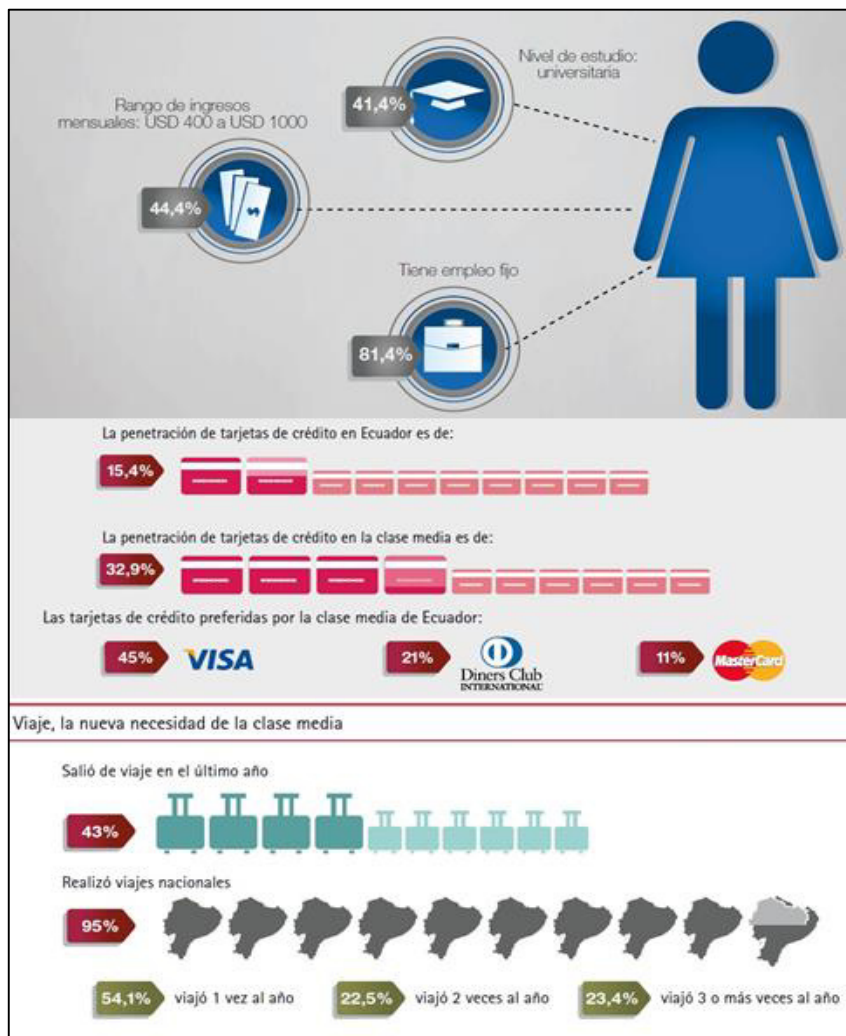 Nivel de estudio:
universitaria
41,4%
Rango de ingresos
mensuales: USD 400 a USD 1000
44,4%
$
Tiene empleo fijo
81,4%
La penetración de tarjetas de crédito en Ecuador es de:
15,4%
La penetración de tarjetas de crédito en la clase media es de:
32,9%
Las tarjetas de crédito preferidas por la clase media de Ecuador:
45% VISA 21% Diners Club INTERNATIONAL 11% MasterCard
Viaje, la nueva necesidad de la clase media
Salió de viaje en el último año
43%
Realizó viajes nacionales
95%
54,1% viajó 1 vez al año 22,5% viajó 2 veces al año 23,4% viajó 3 o más veces al año